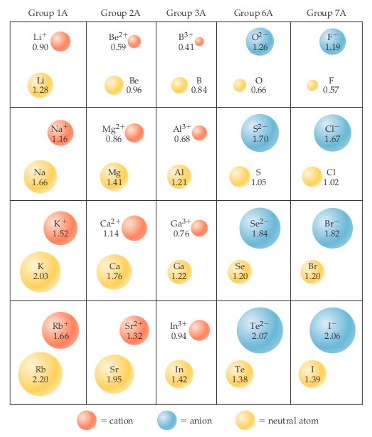 Group 1A Group 2A Group 3A Group 6A Group 7A
Li⁺ Be²⁺ B³⁺ O²⁻ F⁻
0.90 0.59 0.41 1.26 1.19
Li Be B O F
1.28 0.96 0.84 0.66 0.57
Na⁺ Mg²⁺ Al³⁺ S²⁻ Cl⁻
1.16 0.86 0.68 1.70 1.67
Na Mg Al S Cl
1.66 1.41 1.21 1.05 1.02
K⁺ Ca²⁺ Ga³⁺ Se²⁻ Br⁻
1.52 1.14 0.76 1.84 1.82
K Ca Ga Se Br
2.03 1.76 1.22 1.20 1.20
Rb⁺ Sr²⁺ In³⁺ Te²⁻ I⁻
1.66 1.32 0.94 2.07 2.06
Rb Sr In Te I
2.20 1.95 1.42 1.38 1.39
= cation = anion = neutral atom